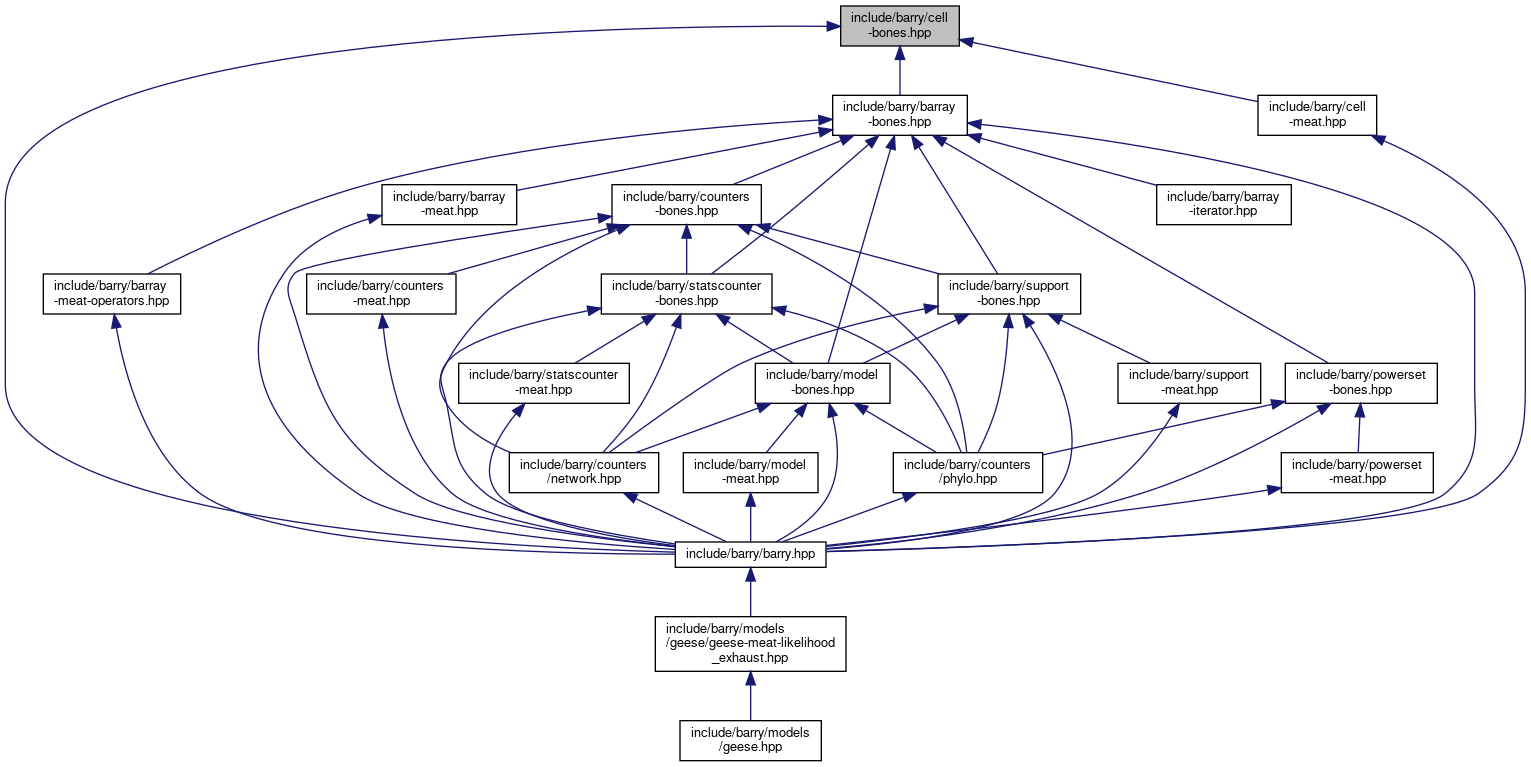 include/barry/cell
-bones.hpp
include/barry/barray
-bones.hpp
include/barry/cell
-meat.hpp
include/barry/barray
-meat.hpp
include/barry/counters
-bones.hpp
include/barry/barray
-iterator.hpp
include/barry/barray
-meat-operators.hpp
include/barry/counters
-meat.hpp
include/barry/statscounter
-bones.hpp
include/barry/support
-bones.hpp
include/barry/statscounter
-meat.hpp
include/barry/model
-bones.hpp
include/barry/support
-meat.hpp
include/barry/powerset
-bones.hpp
include/barry/counters
/network.hpp
include/barry/model
-meat.hpp
include/barry/counters
/phylo.hpp
include/barry/powerset
-meat.hpp
include/barry/barry.hpp
include/barry/models
/geese/geese-meat-likelihood
_exhaust.hpp
include/barry/models
/geese.hpp